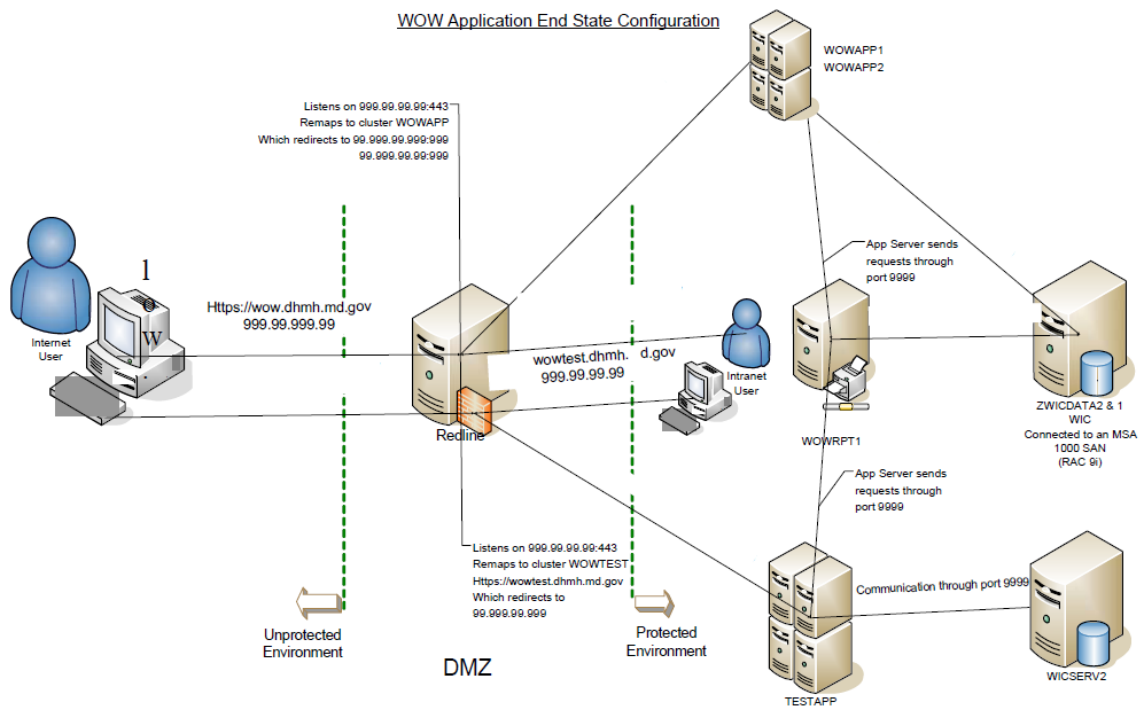 WOW Application End State Configuration
WOWAPP1
WOWAPP2
Listens on 999.99.99.99:443
Remaps to cluster WOWAPP
Which redirects to 99.999.99.999:999
99.999.99.99:999
App Server sends
requests through
port 9999
l
w
Internet
User
Https://wow.dhmh.md.gov
999.99.999.99
Redline
wowtest.dhmh. d.gov
999.99.99.99
Intranet
User
WOWRPT1
ZWICDATA2 & 1
WIC
Connected to an MSA
1000 SAN
(RAC 9i)
App Server sends
requests through
port 9999
Listens on 999.99.99.99:443
Remaps to cluster WOWTEST
Https://wowtest.dhmh.md.gov
Which redirects to
99.999.99.999
Communication through port 9999
Unprotected
Environment
Protected
Environment
DMZ
TESTAPP
WICSERV2